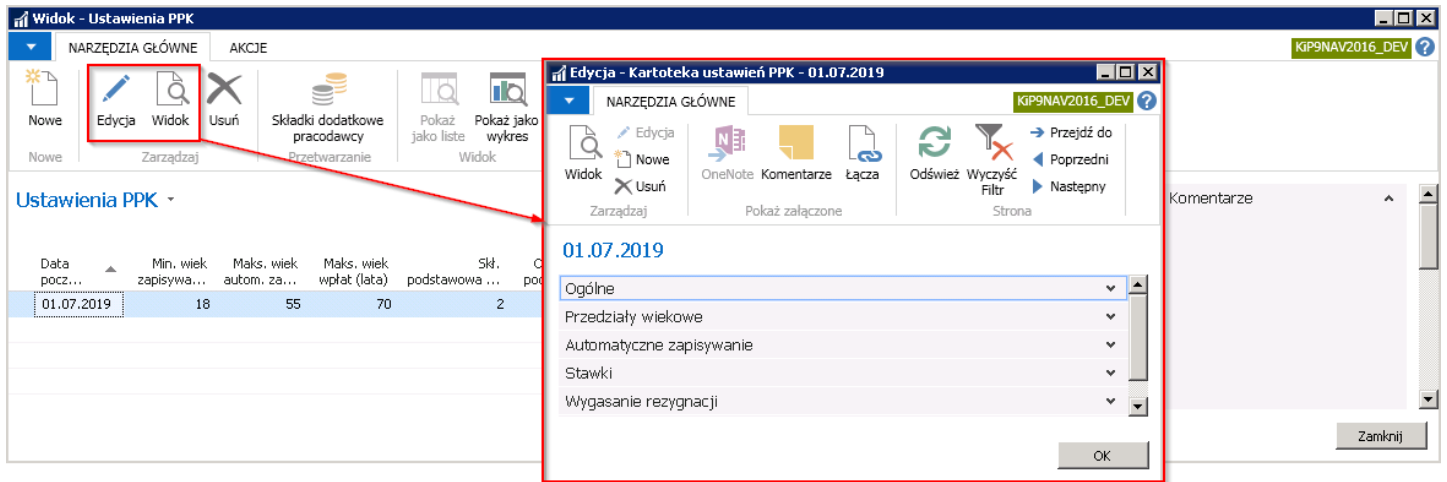 Widok - Ustawienia PPK
NARZĘDZIA GŁÓWNE AKCJE
KiP9NAV2016_DEV
Nowe
Edycja
Widok
Usuń
Składki dodatkowe
pracodawcy
Pokaż
jako liste
Pokaż jako
wykres
Nowe
Zarządzaj
Przetwarzanie
Widok
Ustawienia PPK
Data
pocz...
Min. wiek
zapisywa...
Maks. wiek
autom. za...
Maks. wiek
wpłat (lata)
Skł.
podstawowa ...
01.07.2019 18 55 70 2
Edycja - Kartoteka ustawień PPK - 01.07.2019
NARZĘDZIA GŁÓWNE
KiP9NAV2016_DEV
Widok
Edycja
Nowe
Usuń
OneNote
Komentarze
Łącza
Odśwież
Wyczyść
Filtr
Przejdź do
Poprzedni
Następny
Zarządzaj
Pokaż załączone
Strona
01.07.2019
Ogólne
Przedziały wiekowe
Automatyczne zapisywanie
Stawki
Wygasanie rezygnacji
OK
Komentarze
Zamknij